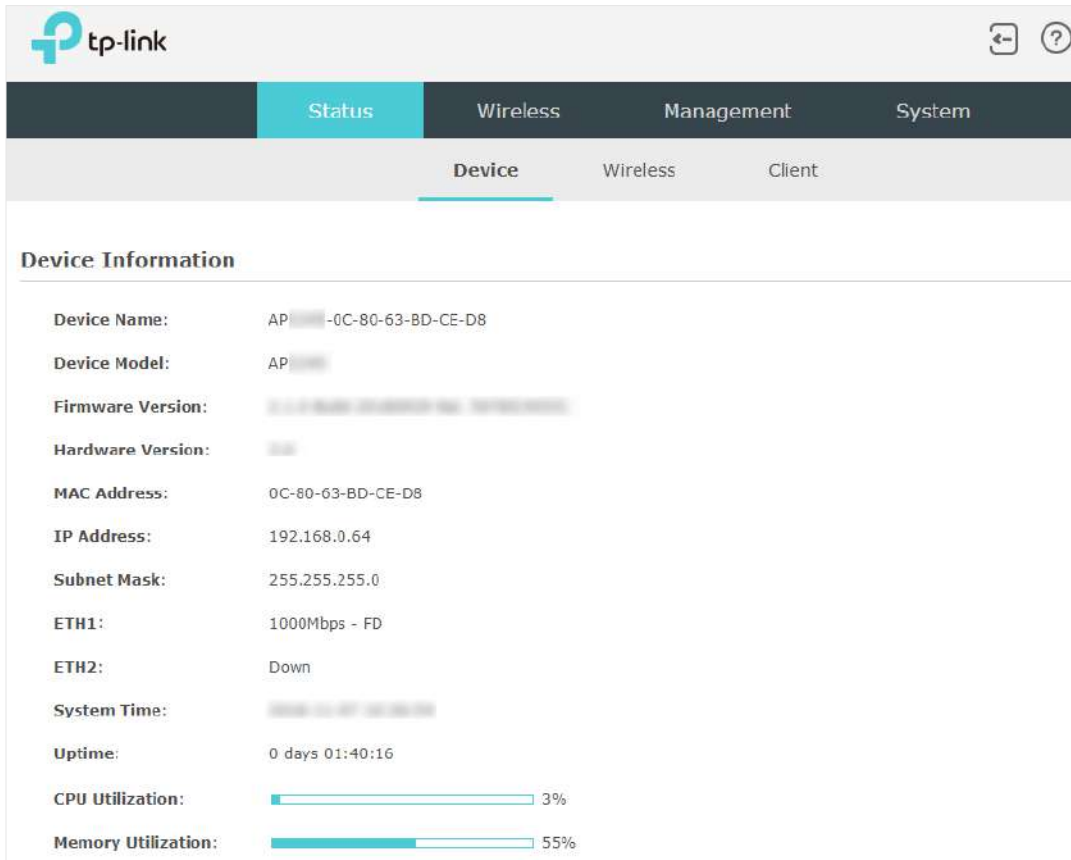 tp-link
?
Status Wireless Management System
Device Wireless Client
Device Information
Device Name: AP -0C-80-63-BD-CE-D8
Device Model: AP
Firmware Version:
Hardware Version:
MAC Address: 0C-80-63-BD-CE-D8
IP Address: 192.168.0.64
Subnet Mask: 255.255.255.0
ETH1: 1000Mbps - FD
ETH2: Down
System Time:
Uptime: 0 days 01:40:16
CPU Utilization: 3%
Memory Utilization: 55%